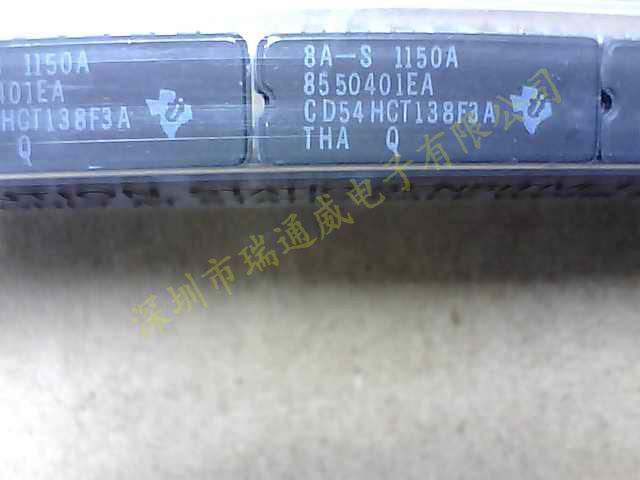 1150A
401EA
HCT138F3A
Q
8A-S 1150A
8550401EA
CD54HCT138F3A
THA Q
深圳市瑞通威电子有限公司